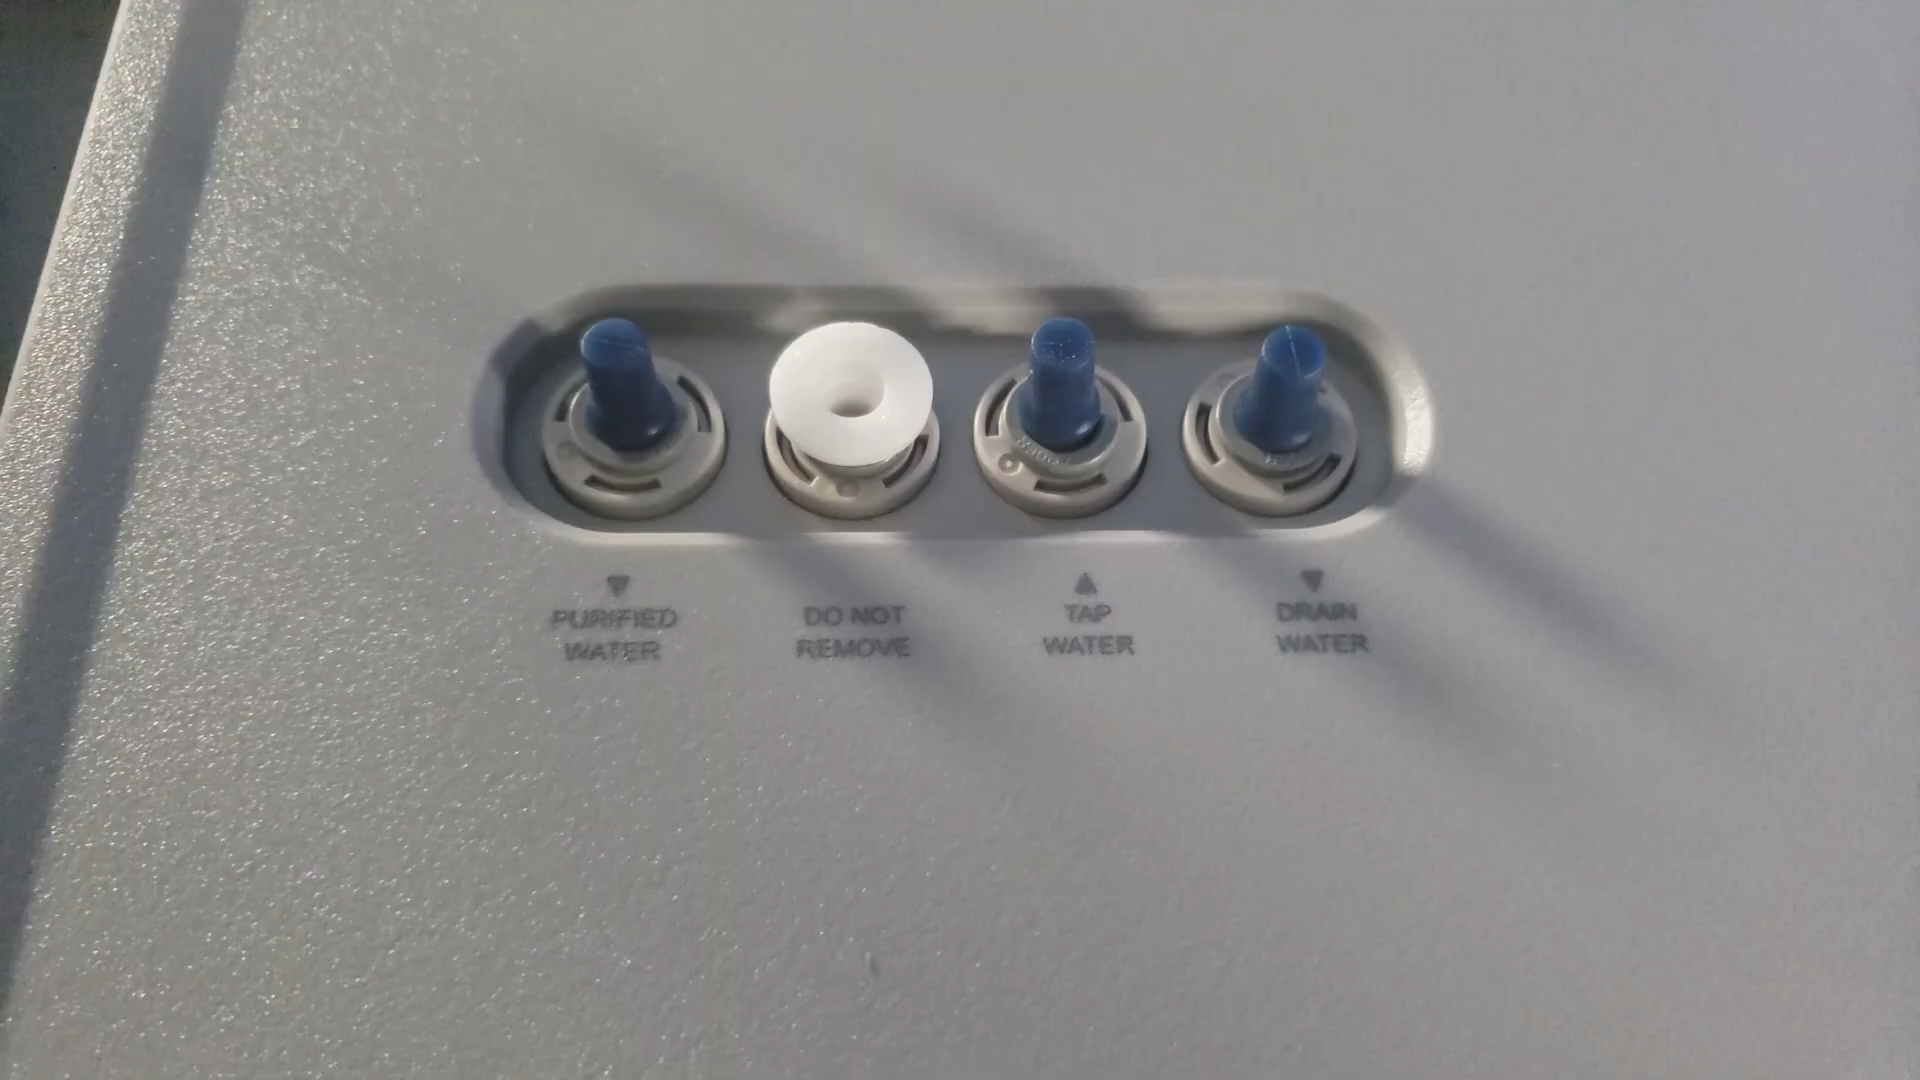 ▼ ▲ ▼
PURIFIED DO NOT TAP DRAIN
WATER REMOVE WATER WATER